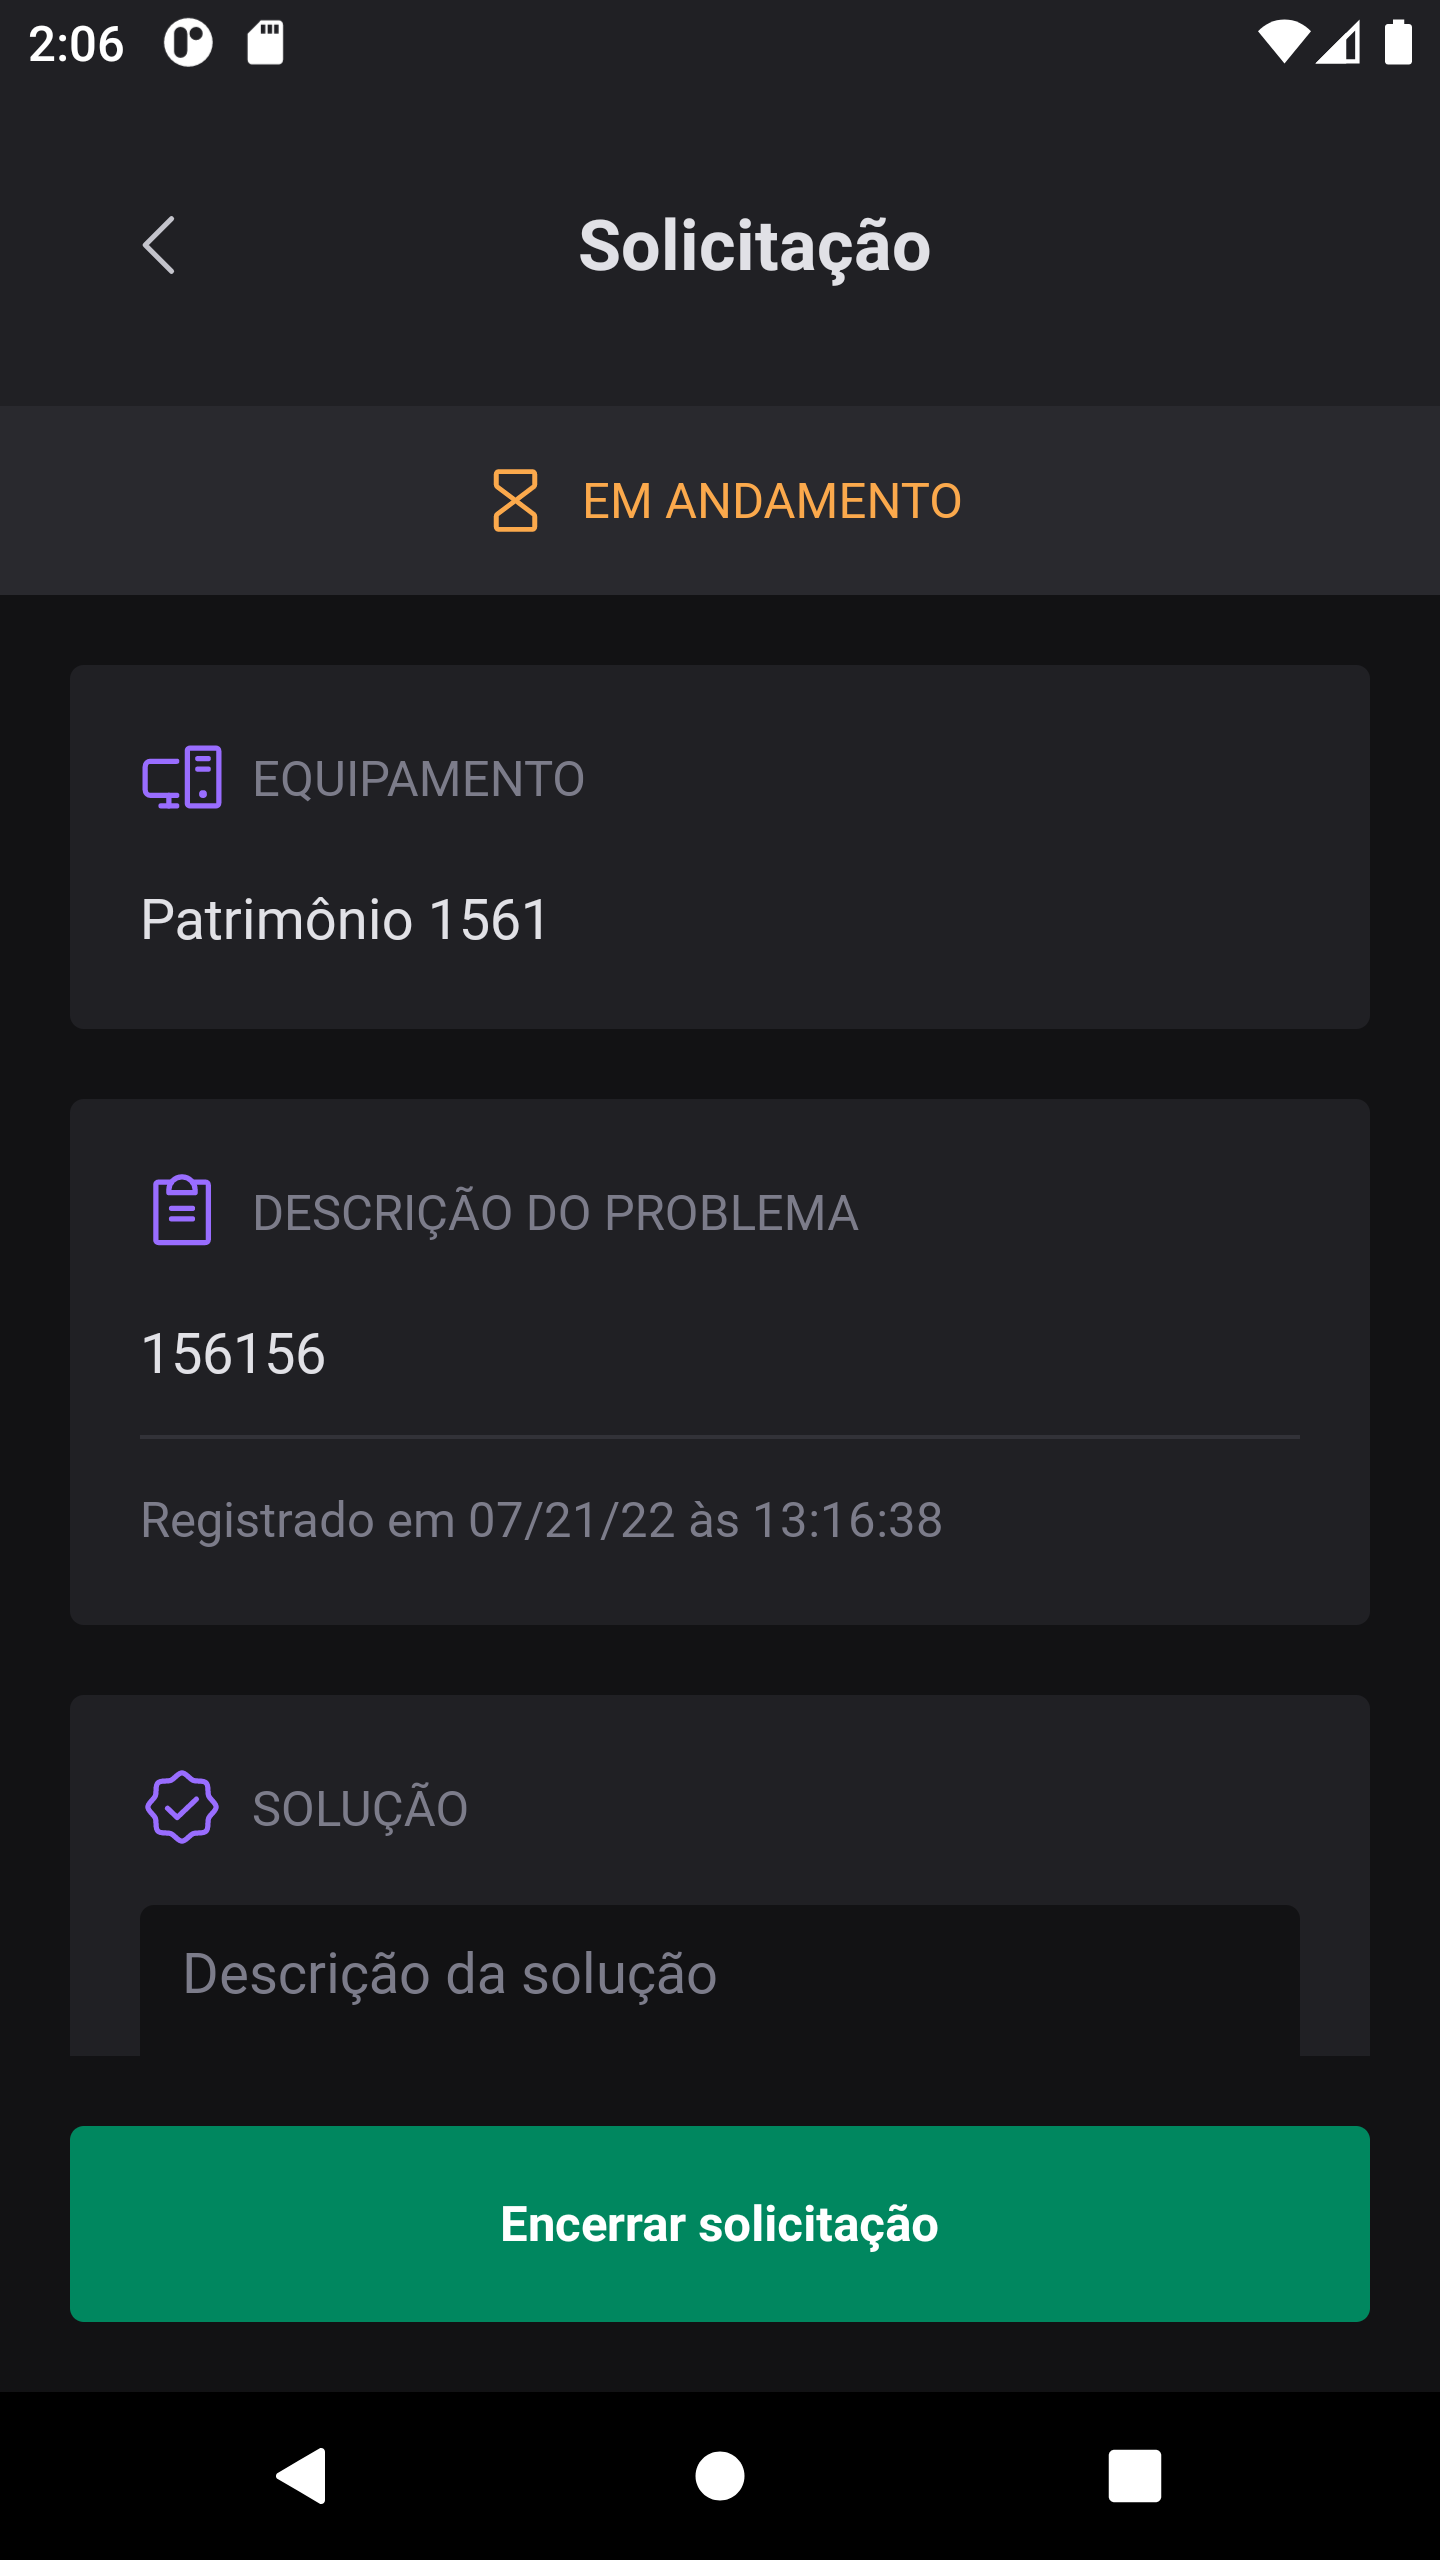 2:06
Solicitação
EM ANDAMENTO
EQUIPAMENTO
Patrimônio 1561
DESCRIÇÃO DO PROBLEMA
156156
Registrado em 07/21/22 às 13:16:38
SOLUÇÃO
Descrição da solução
Encerrar solicitação